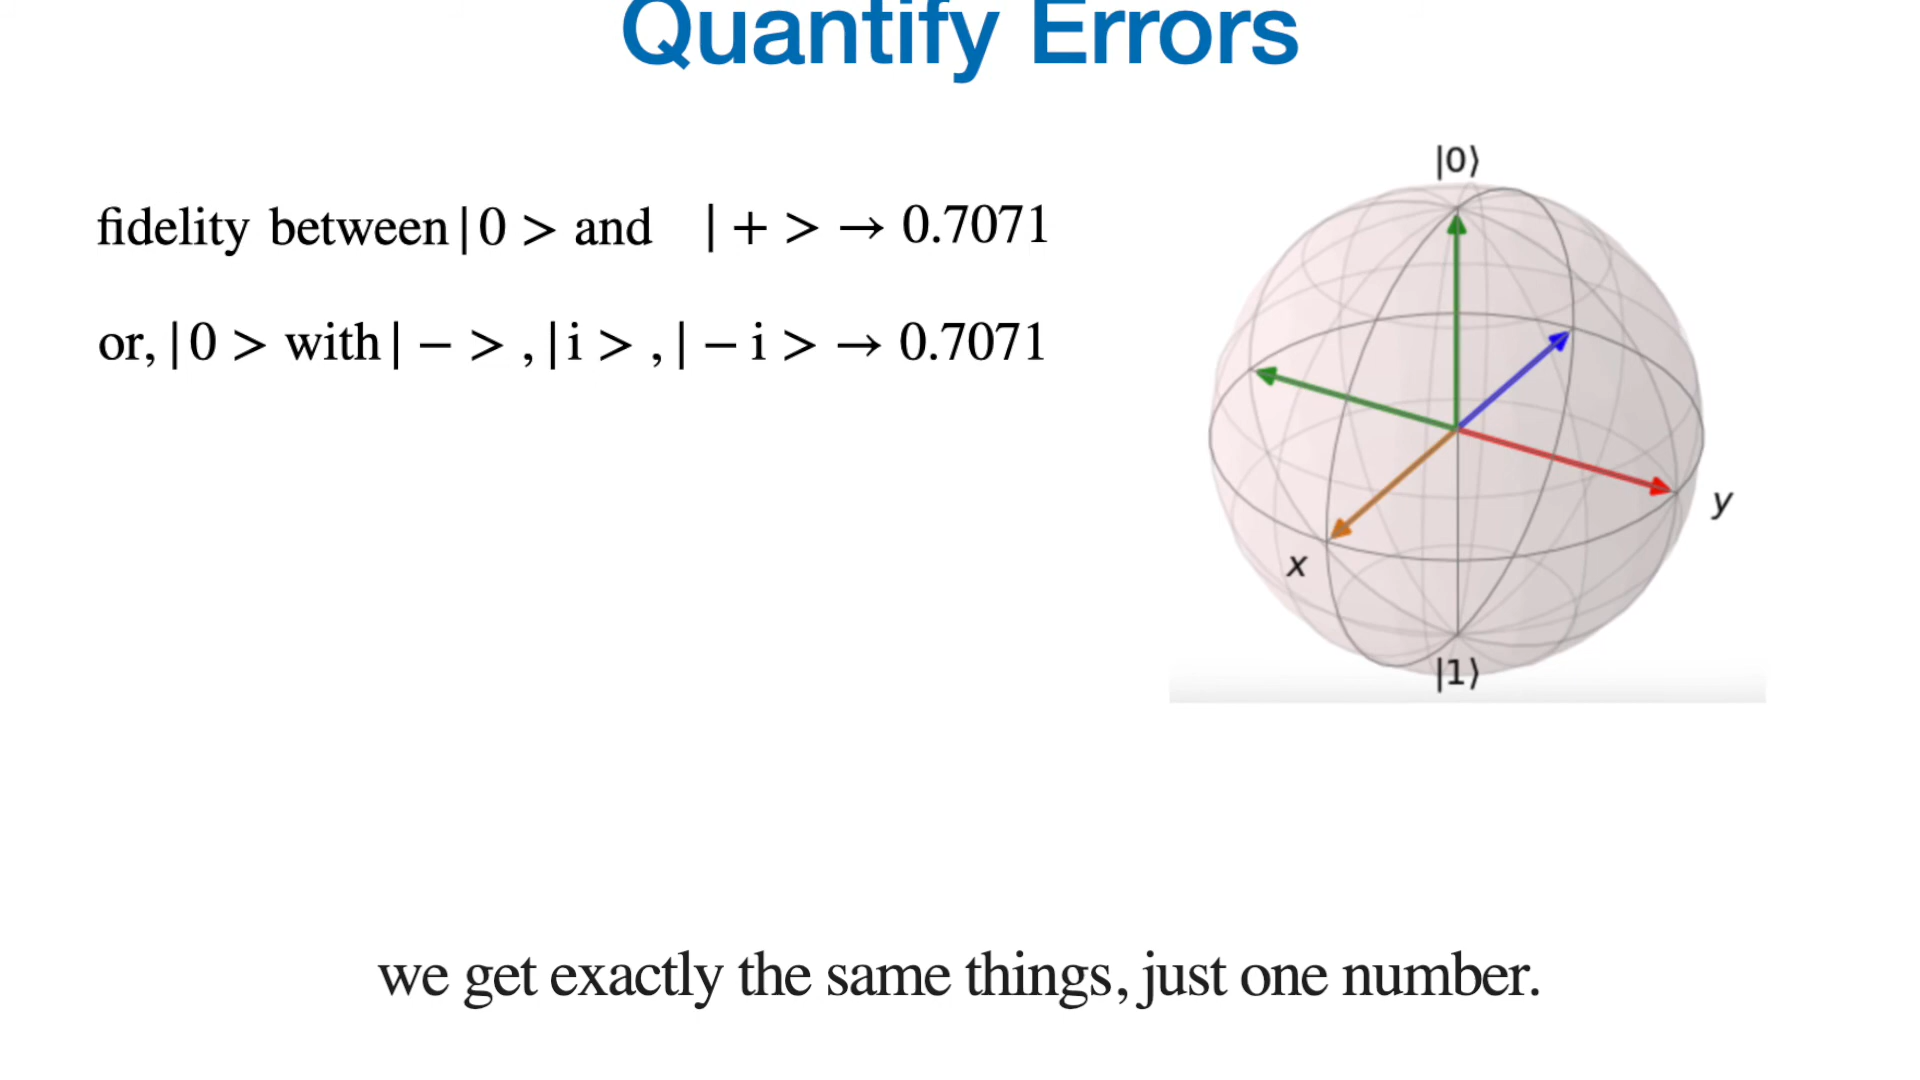 Quantify Errors
fidelity between | 0 > and | + > → 0.7071
or, | 0 > with | − > , | i > , | − i > → 0.7071
|0⟩
y
x
|1⟩
we get exactly the same things, just one number.